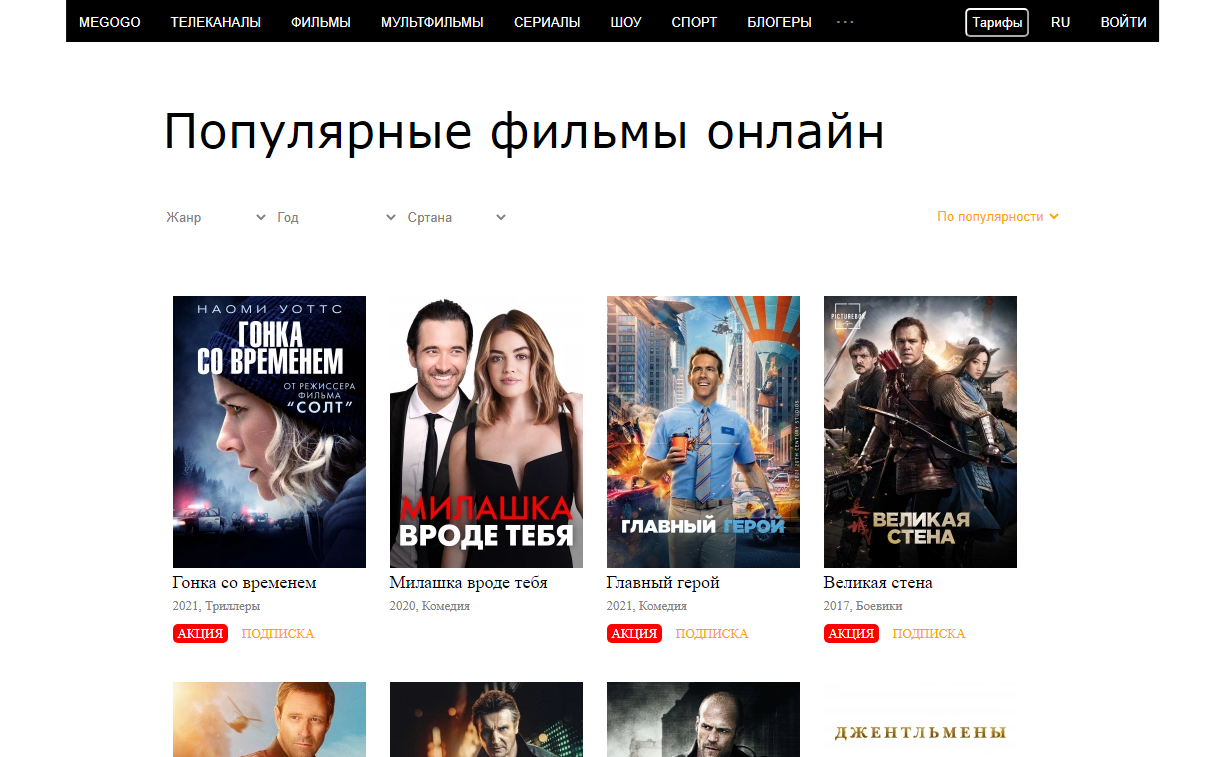 MEGOGO ТЕЛЕКАНАЛЫ ФИЛЬМЫ МУЛЬТФИЛЬМЫ СЕРИАЛЫ ШОУ СПОРТ БЛОГЕРЫ ... Тарифы RU ВОЙТИ
Популярные фильмы онлайн
Жанр Год Сртана По популярности
НАОМИ УОТТС
ГОНКА
СО ВРЕМЕНЕМ
ОТ РЕЖИССЕРА
ФИЛЬМА
“СОЛТ”
МИЛАШКА
ВРОДЕ ТЕБЯ
ГЛАВНЫЙ ГЕРОЙ
PICTUREBOX
ВЕЛИКАЯ
СТЕНА
Гонка со временем Милашка вроде тебя Главный герой Великая стена
2021, Триллеры 2020, Комедия 2021, Комедия 2017, Боевики
АКЦИЯ ПОДПИСКА АКЦИЯ ПОДПИСКА АКЦИЯ ПОДПИСКА
ДЖЕНТЛЬМЕНЫ